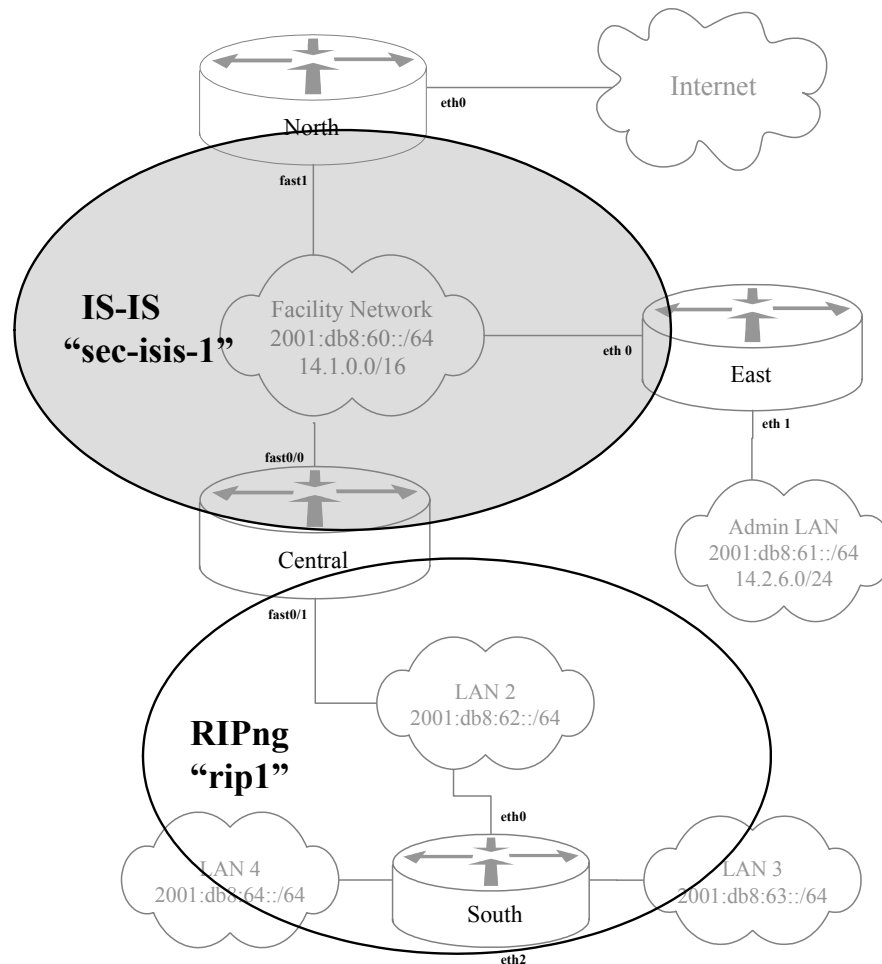 North
eth0
Internet
fast1
IS-IS
“sec-isis-1”
Facility Network
2001:db8:60::/64
14.1.0.0/16
eth 0
East
eth 1
fast0/0
Central
Admin LAN
2001:db8:61::/64
14.2.6.0/24
fast0/1
LAN 2
2001:db8:62::/64
RIPng
“rip1”
eth0
LAN 4
2001:db8:64::/64
South
LAN 3
2001:db8:63::/64
eth2